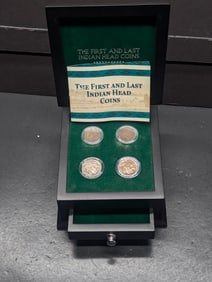 THE FIRST AND LAST
INDIAN HEAD COINS
THE FIRST AND LAST
INDIAN HEAD
COINS